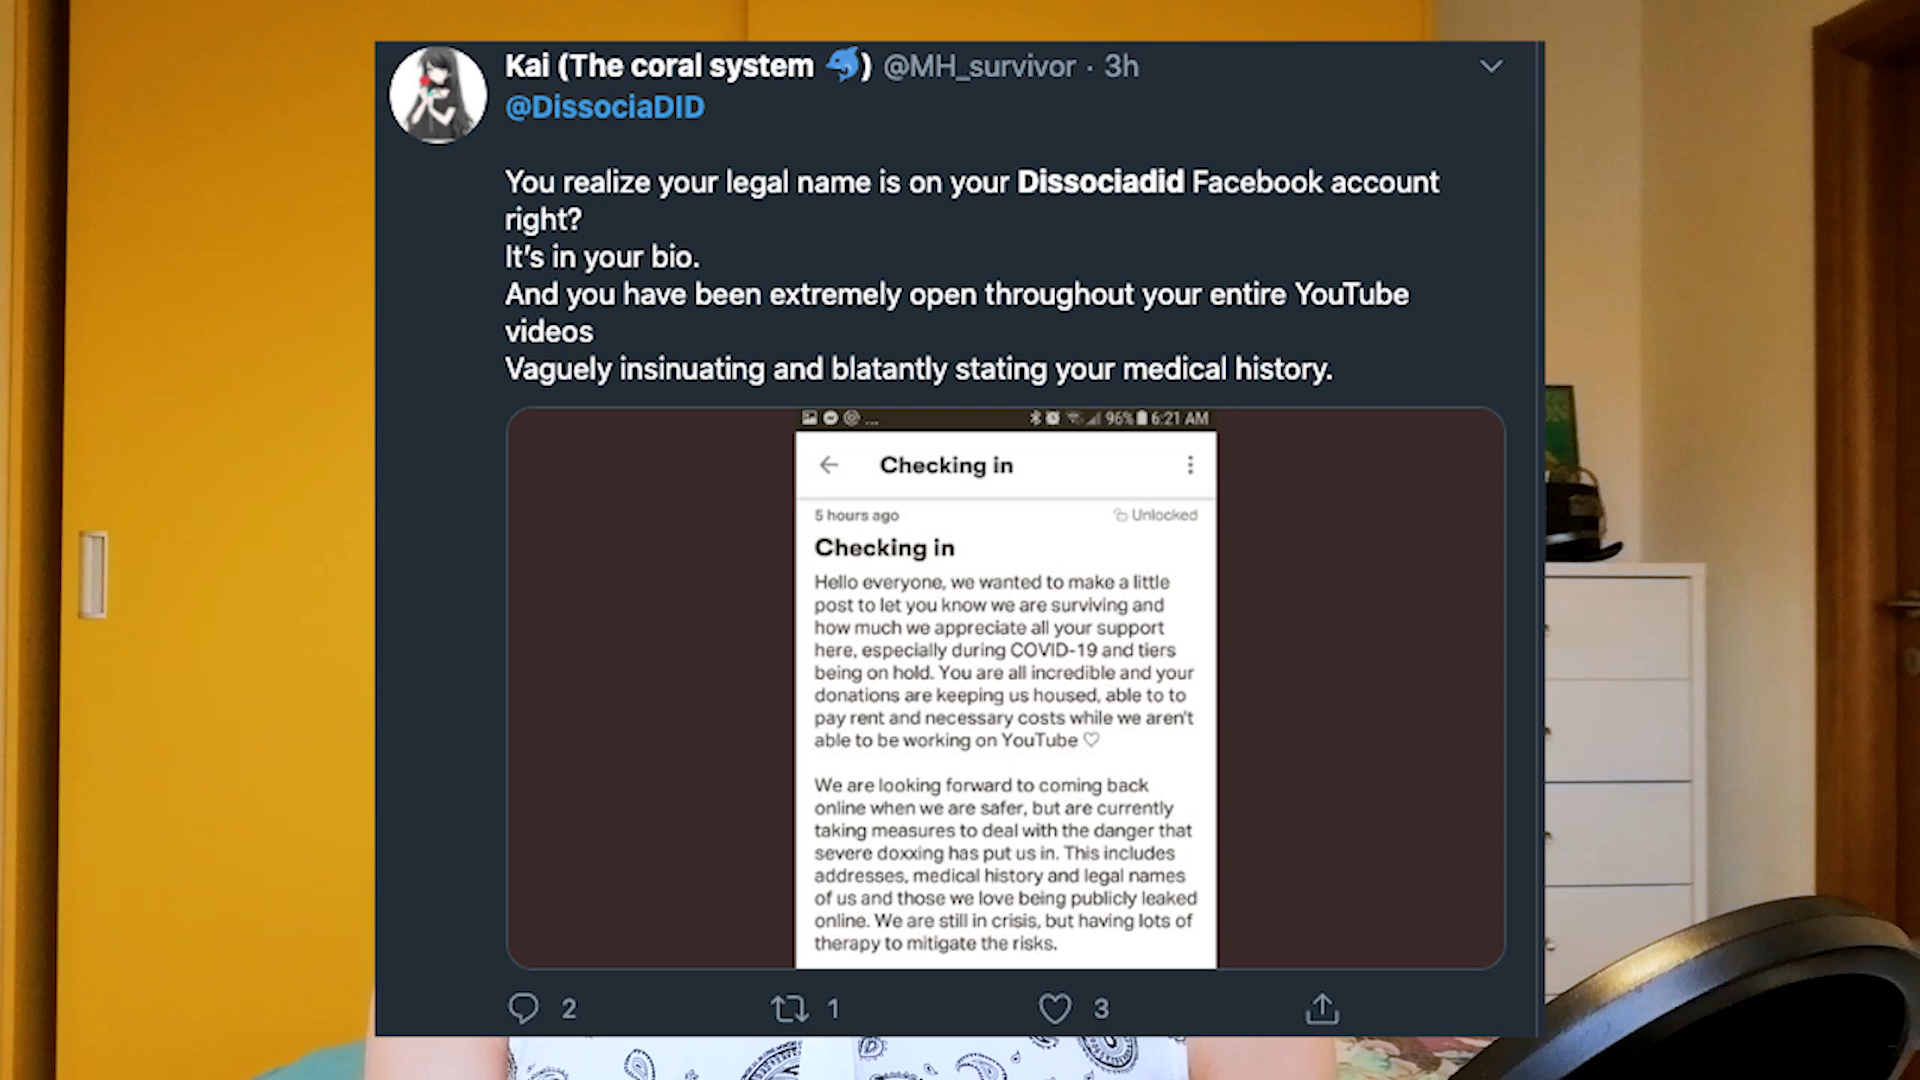 Kai (The coral system 🐬) @MH_survivor · 3h
@DissociaDID
You realize your legal name is on your Dissociadid Facebook account
right?
It's in your bio.
And you have been extremely open throughout your entire YouTube
videos
Vaguely insinuating and blatantly stating your medical history.
... 96% 6:21 AM
← Checking in
5 hours ago Unlocked
Checking in
Hello everyone, we wanted to make a little
post to let you know we are surviving and
how much we appreciate all your support
here, especially during COVID-19 and tiers
being on hold. You are all incredible and your
donations are keeping us housed, able to to
pay rent and necessary costs while we aren't
able to be working on YouTube ♡
We are looking forward to coming back
online when we are safer, but are currently
taking measures to deal with the danger that
severe doxxing has put us in. This includes
addresses, medical history and legal names
of us and those we love being publicly leaked
online. We are still in crisis, but having lots of
therapy to mitigate the risks.
2 1 3